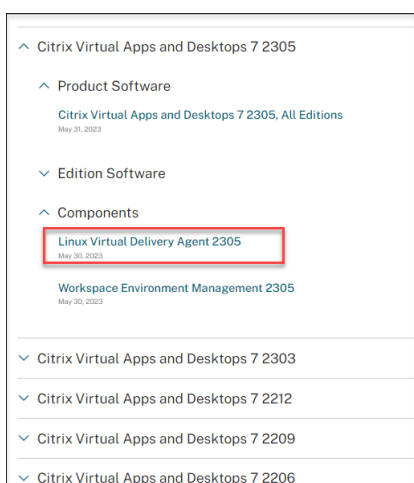 Citrix Virtual Apps and Desktops 7 2305
Product Software
Citrix Virtual Apps and Desktops 7 2305, All Editions
May 31, 2023
Edition Software
Components
Linux Virtual Delivery Agent 2305
May 30, 2023
Workspace Environment Management 2305
May 30, 2023
Citrix Virtual Apps and Desktops 7 2303
Citrix Virtual Apps and Desktops 7 2212
Citrix Virtual Apps and Desktops 7 2209
Citrix Virtual Apps and Desktops 7 2206